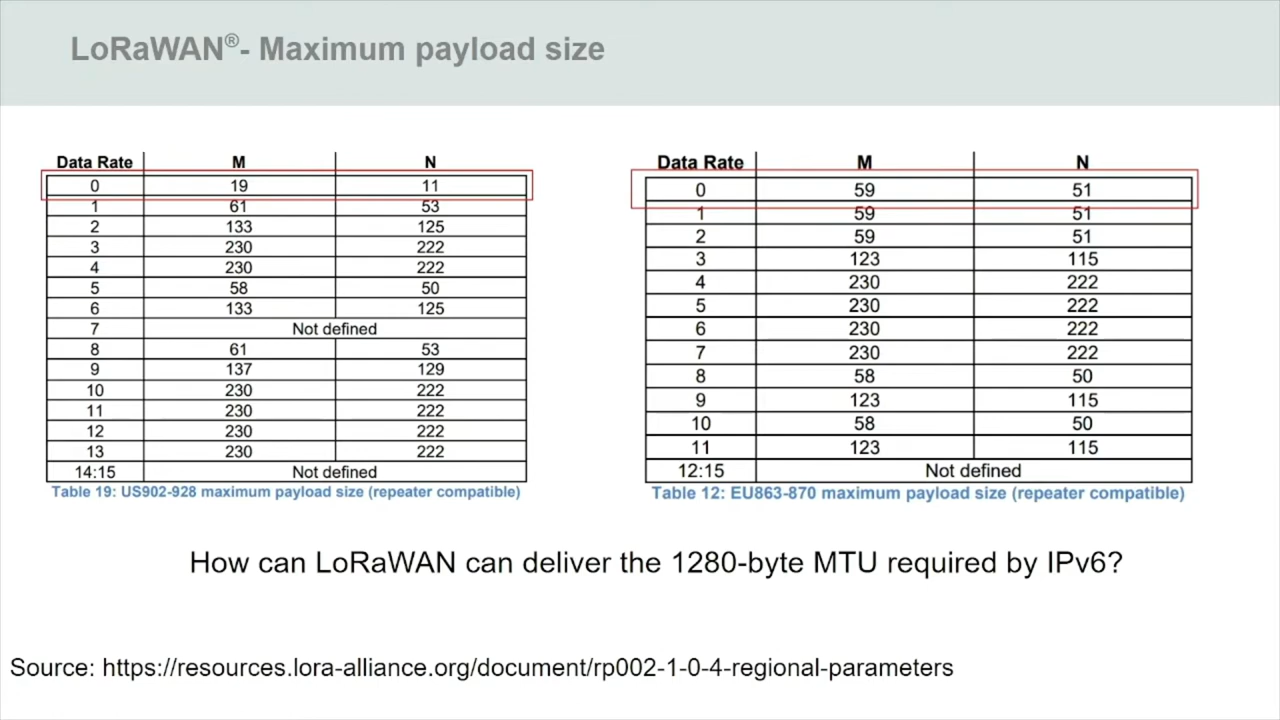 LoRaWAN®- Maximum payload size
Data Rate M N
0 19 11
1 61 53
2 133 125
3 230 222
4 230 222
5 58 50
6 133 125
7 Not defined
8 61 53
9 137 129
10 230 222
11 230 222
12 230 222
13 230 222
14:15 Not defined
Table 19: US902-928 maximum payload size (repeater compatible)
Data Rate M N
0 59 51
1 59 51
2 59 51
3 123 115
4 230 222
5 230 222
6 230 222
7 230 222
8 58 50
9 123 115
10 58 50
11 123 115
12:15 Not defined
Table 12: EU863-870 maximum payload size (repeater compatible)
How can LoRaWAN can deliver the 1280-byte MTU required by IPv6?
Source: https://resources.lora-alliance.org/document/rp002-1-0-4-regional-parameters